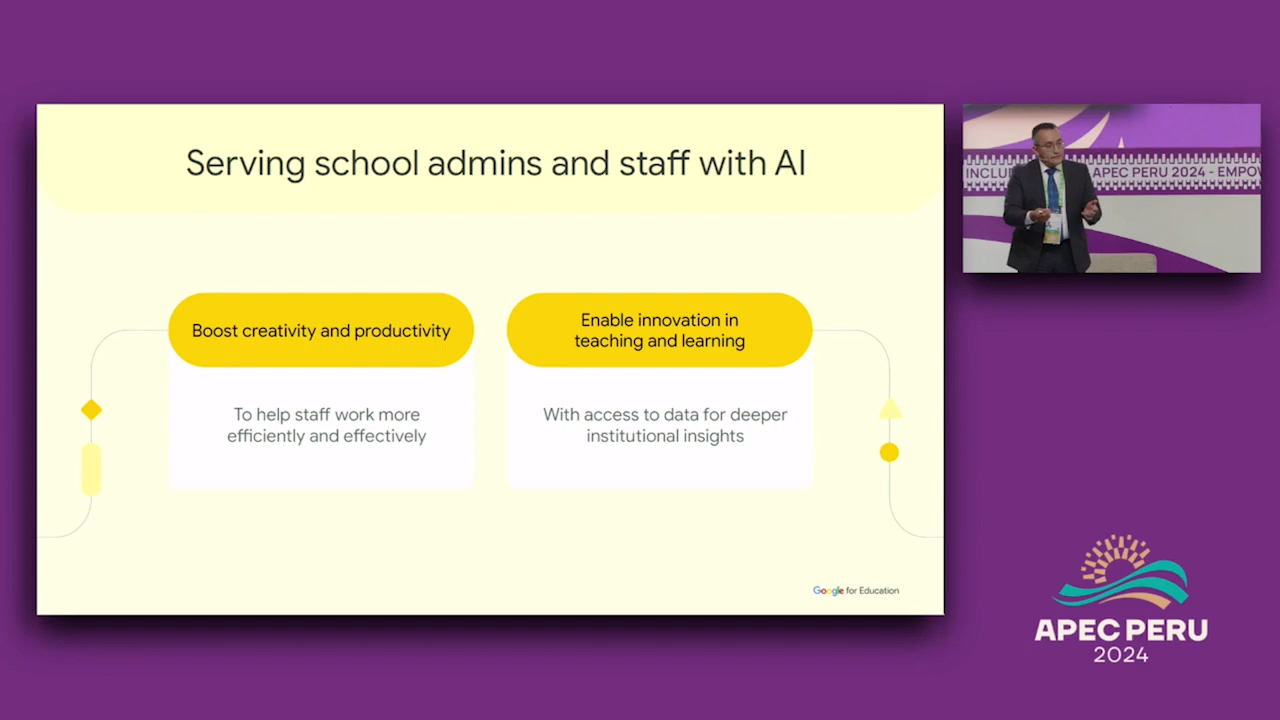 Serving school admins and staff with AI
Boost creativity and productivity
To help staff work more
efficiently and effectively
Enable innovation in
teaching and learning
With access to data for deeper
institutional insights
Google for Education
INCLU
APEC PERU 2024 - EMPO
APEC PERU
2024